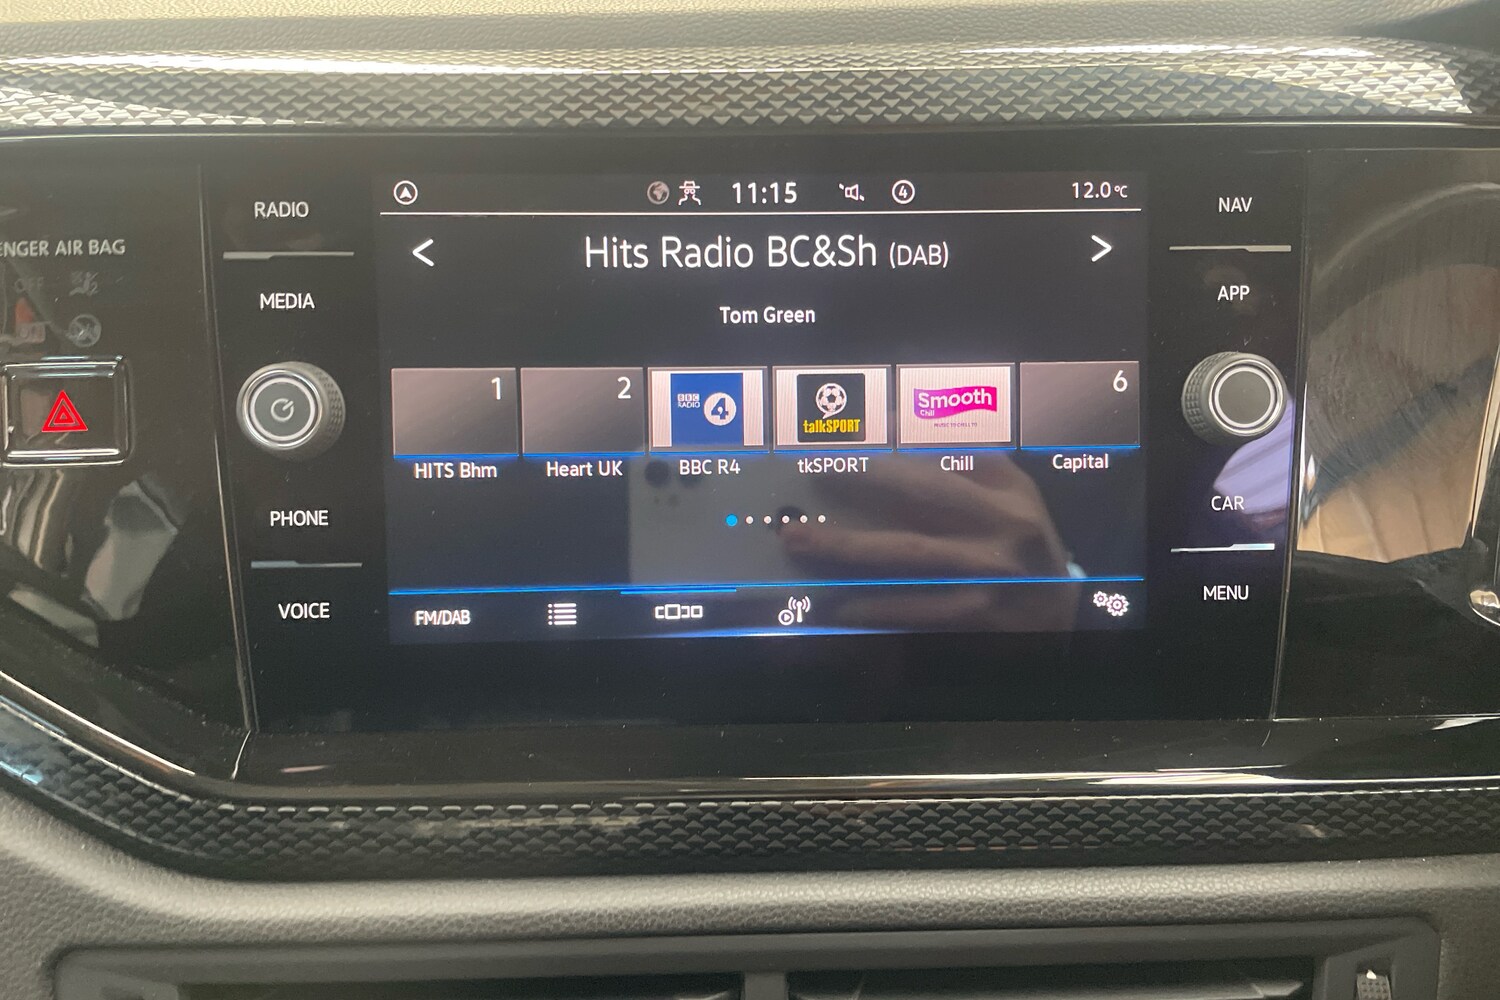 RADIO
MEDIA
PHONE
VOICE
ENGER AIR BAG
OFF
11:15
4
12.0°C
Hits Radio BC&Sh (DAB)
Tom Green
1
2
BBC
RADIO
4
talkSPORT
Smooth
Chill
6
HITS Bhm
Heart UK
BBC R4
tkSPORT
Chill
Capital
FM/DAB
NAV
APP
CAR
MENU